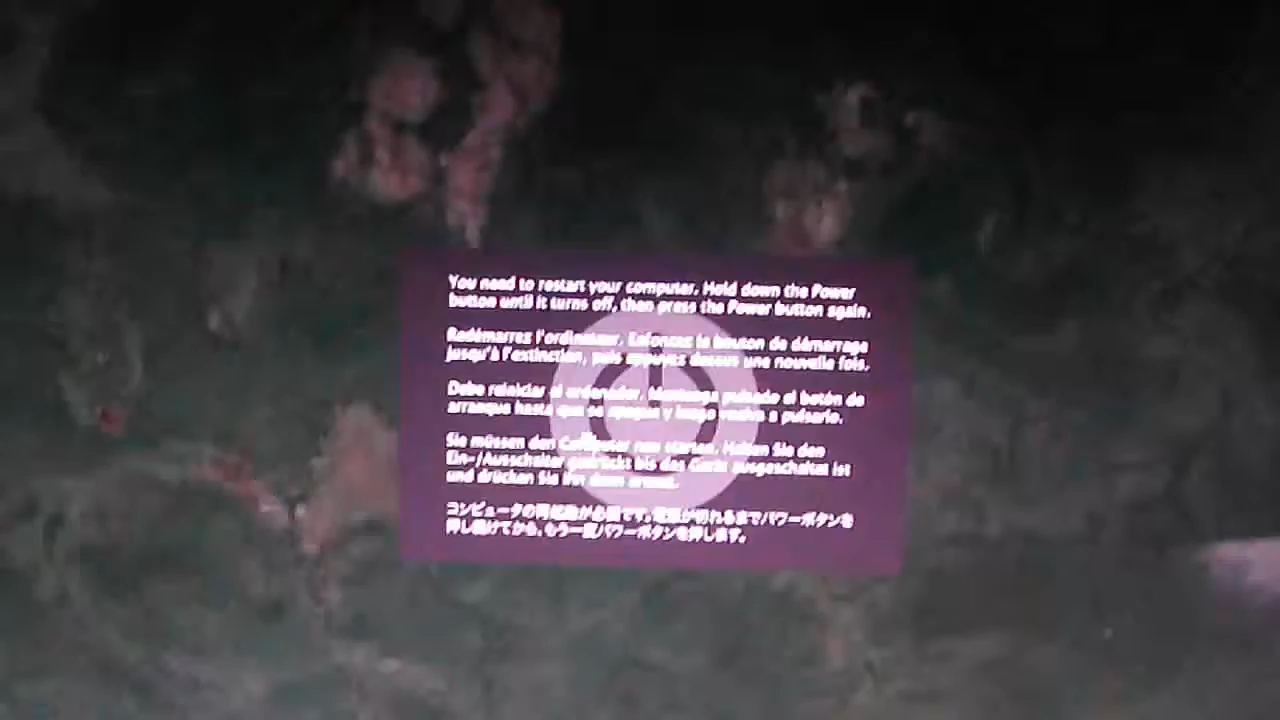 You need to restart your computer. Hold down the Power
button until it turns off, then press the Power button again.
Redémarrez l'ordinateur. Enfoncez le bouton de démarrage
jusqu'à l'extinction, puis appuyez dessus une nouvelle fois.
Debe reiniciar el ordenador. Mantenga pulsado el botón de
arranque hasta que se apague y luego vuelva a pulsarlo.
Sie müssen den Computer neu starten. Halten Sie den
Ein-/Ausschalter gedrückt bis das Gerät ausgeschaltet ist
und drücken Sie ihn dann erneut.
コンピュータの再起動が必要です。電源が切れるまでパワーボタンを
押し続けてから、もう一度パワーボタンを押します。